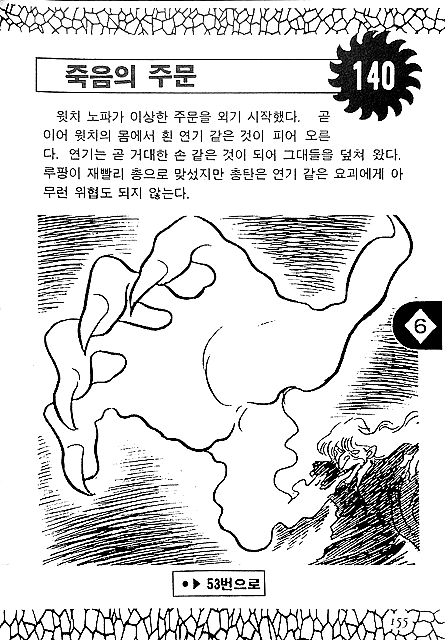 죽음의 주문
140
윗치 노파가 이상한 주문을 외기 시작했다. 곧
이어 윗치의 몸에서 흰 연기 같은 것이 피어 오른
다. 연기는 곧 거대한 손 같은 것이 되어 그대들을 덮쳐 왔다.
루팡이 재빨리 총으로 맞섰지만 총탄은 연기 같은 요괴에게 아
무런 위협도 되지 않는다.
6
●▶ 53번으로
155